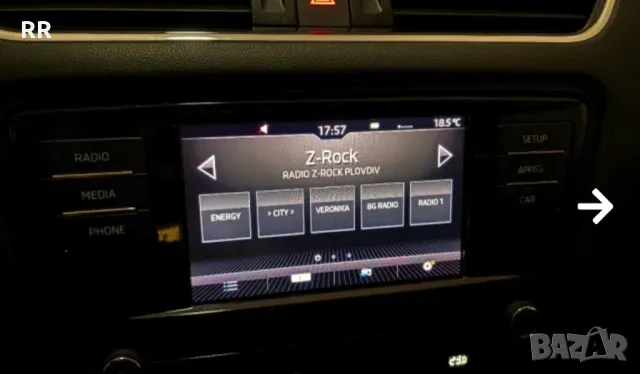 RR
17:57
18.5°C
RADIO
MEDIA
PHONE
Z-Rock
RADIO Z-ROCK PLOVDIV
ENERGY
> CITY >
VERONIKA
BG RADIO
RADIO 1
SETUP
CAR
BAZAR